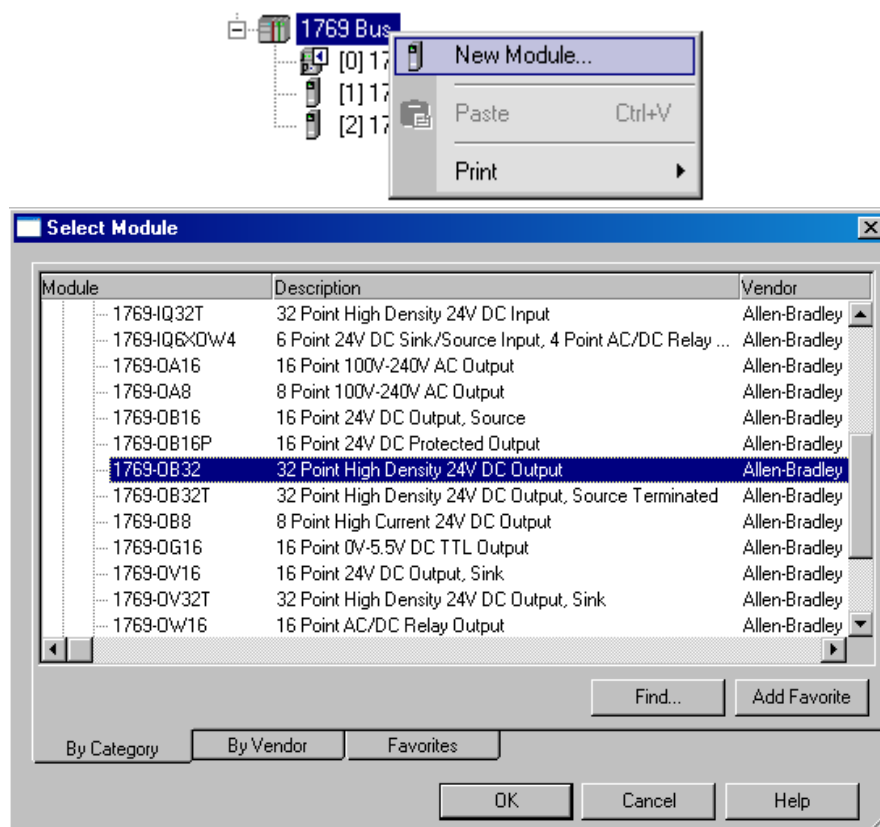 1769 Bus
[0] 17
[1] 17
[2] 17
New Module...
Paste Ctrl+V
Print
Select Module
Module Description Vendor
1769-IQ32T 32 Point High Density 24V DC Input Allen-Bradley
1769-IQ6XOW4 6 Point 24V DC Sink/Source Input, 4 Point AC/DC Relay ... Allen-Bradley
1769-OA16 16 Point 100V-240V AC Output Allen-Bradley
1769-OA8 8 Point 100V-240V AC Output Allen-Bradley
1769-OB16 16 Point 24V DC Output, Source Allen-Bradley
1769-OB16P 16 Point 24V DC Protected Output Allen-Bradley
1769-OB32 32 Point High Density 24V DC Output Allen-Bradley
1769-OB32T 32 Point High Density 24V DC Output, Source Terminated Allen-Bradley
1769-OB8 8 Point High Current 24V DC Output Allen-Bradley
1769-OG16 16 Point 0V-5.5V DC TTL Output Allen-Bradley
1769-OV16 16 Point 24V DC Output, Sink Allen-Bradley
1769-OV32T 32 Point High Density 24V DC Output, Sink Allen-Bradley
1769-OW16 16 Point AC/DC Relay Output Allen-Bradley
Find... Add Favorite
By Category By Vendor Favorites
OK Cancel Help